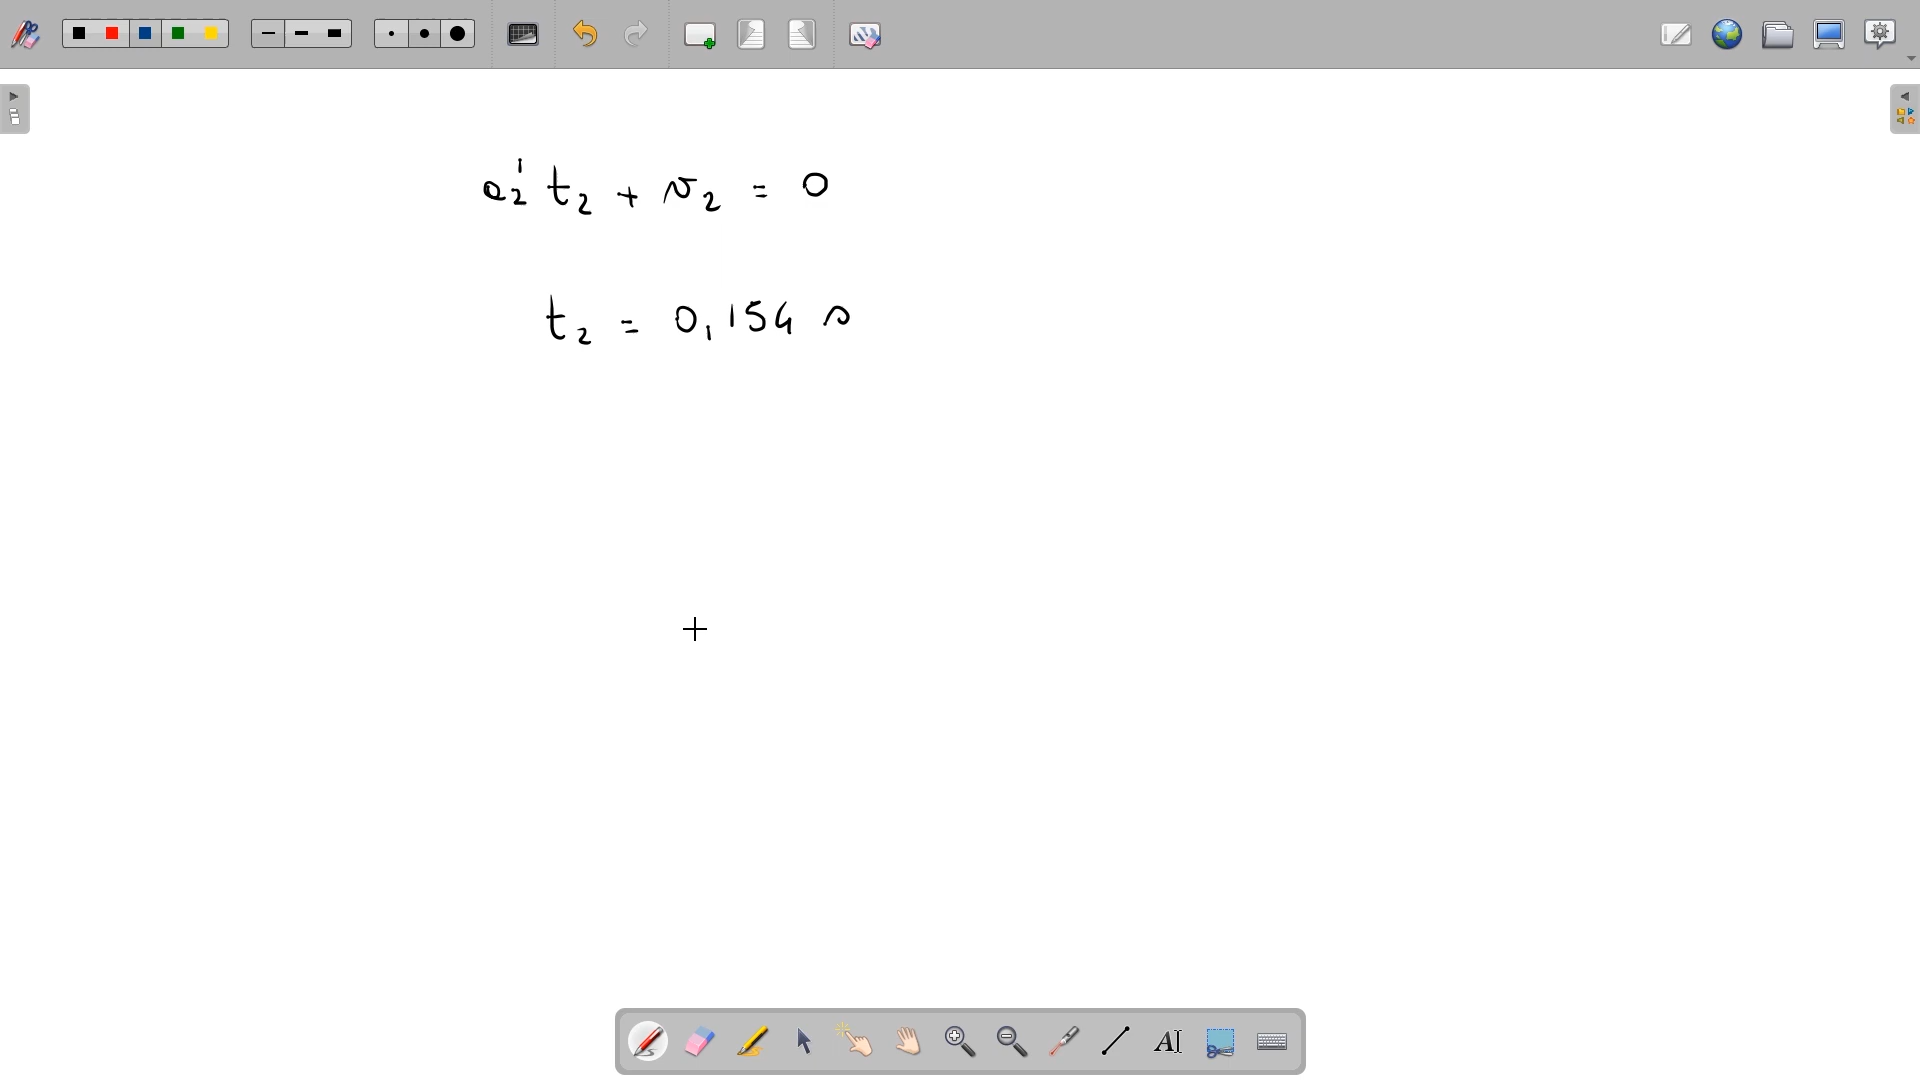 a₂' t₂ + v₂ = 0
t₂ = 0,154 s